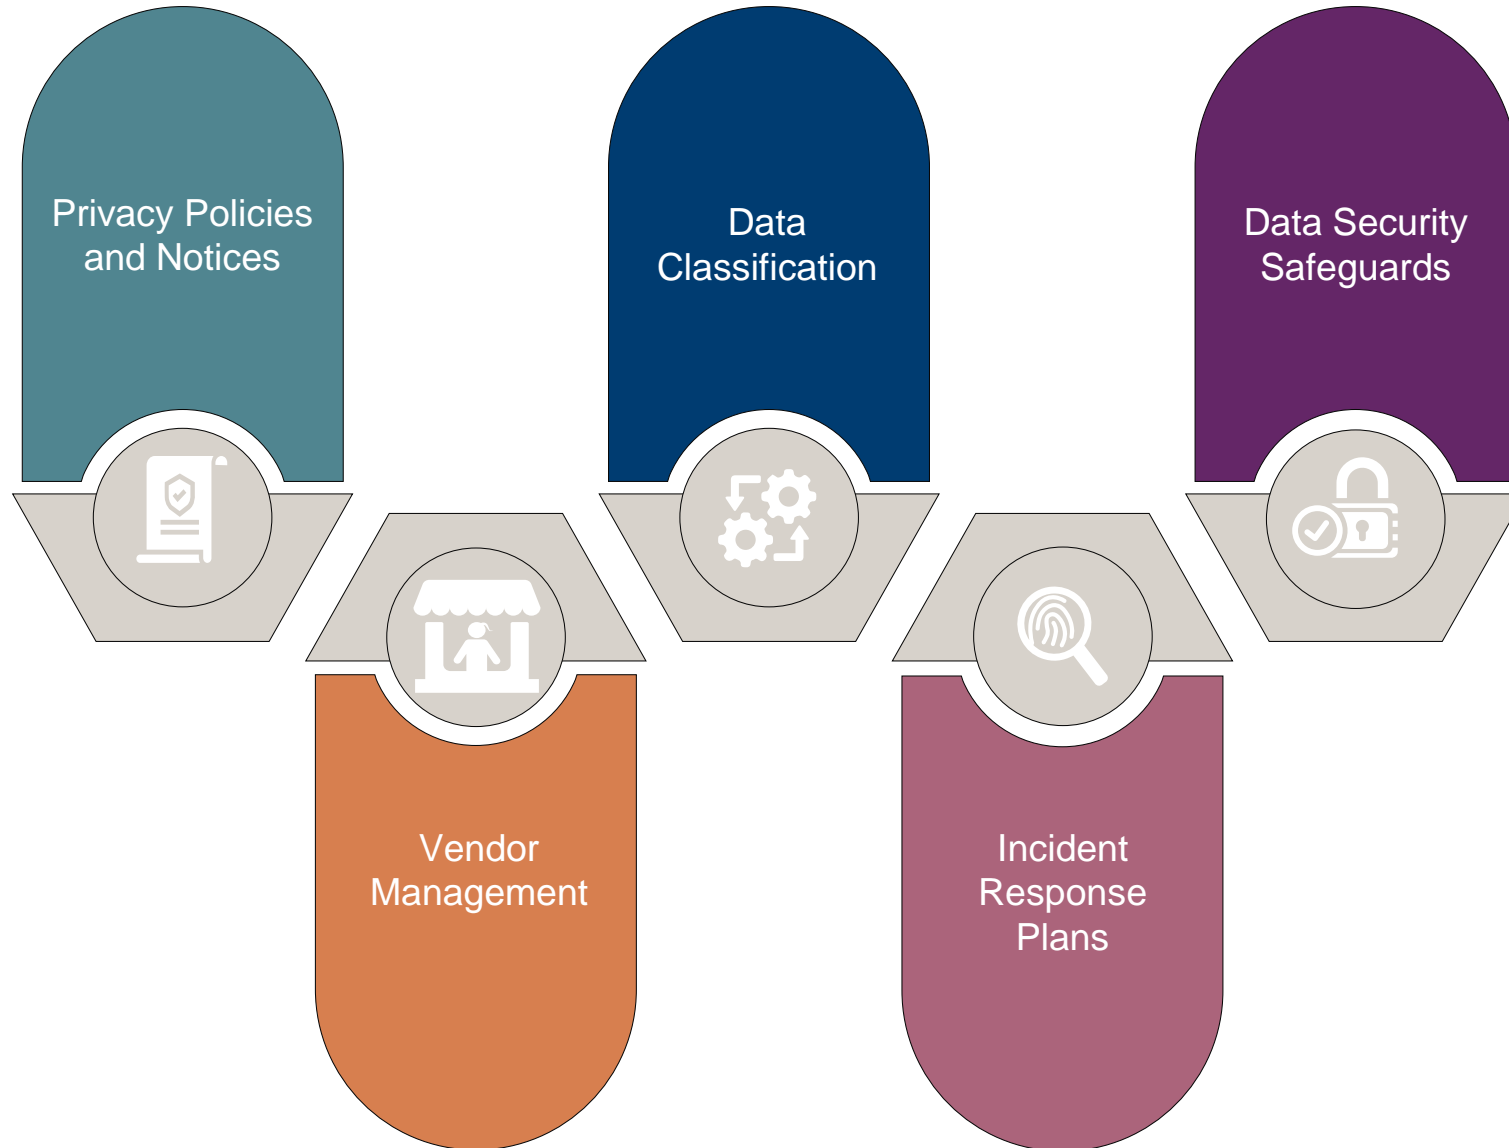 Privacy Policies
and Notices
Data
Classification
Data Security
Safeguards
Vendor
Management
Incident
Response
Plans